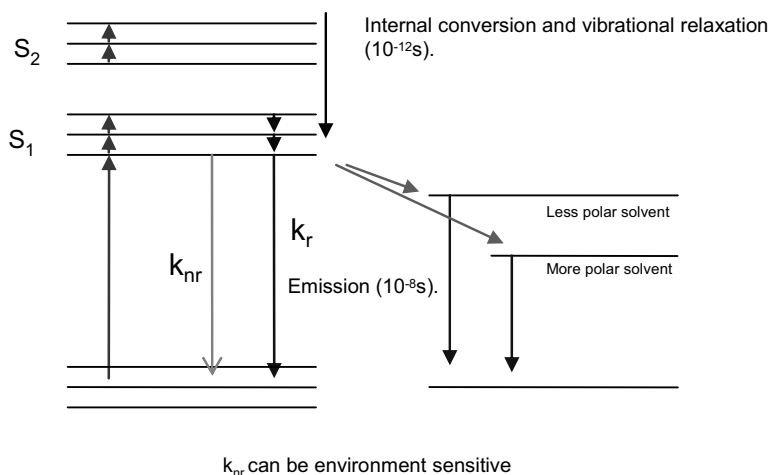 Internal conversion and vibrational relaxation
(10⁻¹²s).
S₂
S₁
Less polar solvent
kᵣ
kₙᵣ
More polar solvent
Emission (10⁻⁸s).
kₙᵣ can be environment sensitive